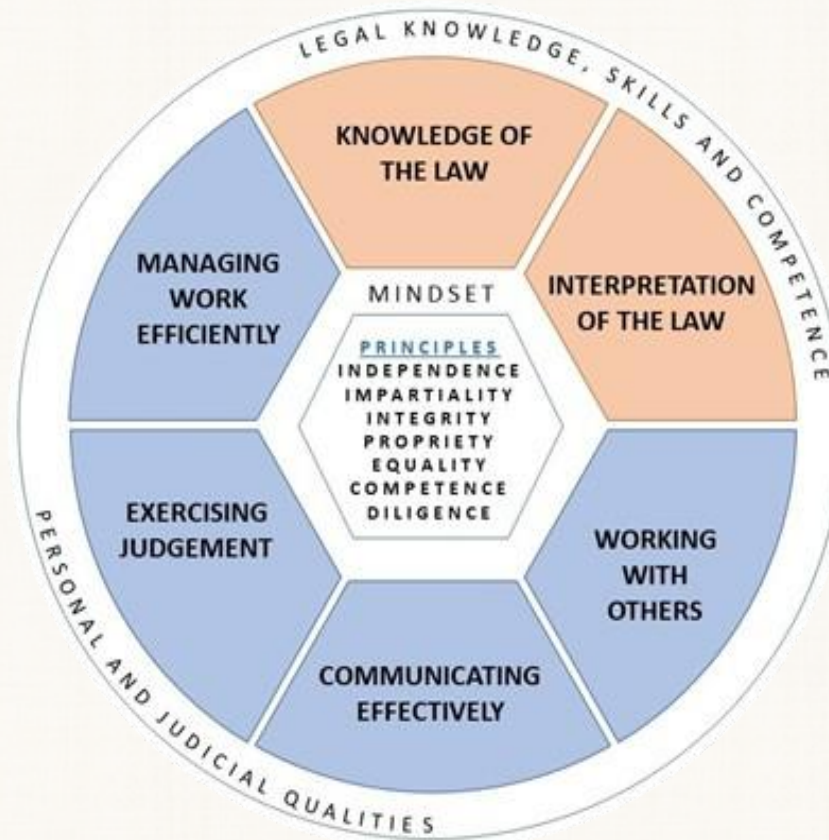 LEGAL KNOWLEDGE, SKILLS AND COMPETENCE
KNOWLEDGE OF
THE LAW
INTERPRETATION
OF THE LAW
MANAGING
WORK
EFFICIENTLY
MINDSET
PRINCIPLES
INDEPENDENCE
IMPARTIALITY
INTEGRITY
PROPRIETY
EQUALITY
COMPETENCE
DILIGENCE
EXERCISING
JUDGEMENT
WORKING
WITH
OTHERS
COMMUNICATING
EFFECTIVELY
PERSONAL AND JUDICIAL QUALITIES